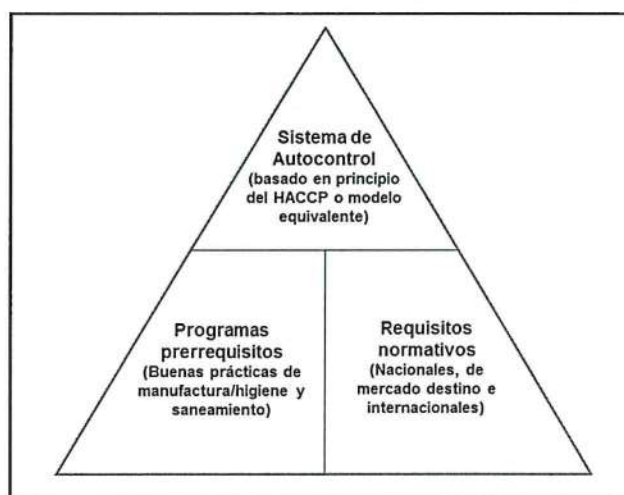 Sistema de
Autocontrol
(basado en principio
del HACCP o modelo
equivalente)
Programas
prerrequisitos
(Buenas prácticas de
manufactura/higiene y
saneamiento)
Requisitos
normativos
(Nacionales, de
mercado destino e
internacionales)